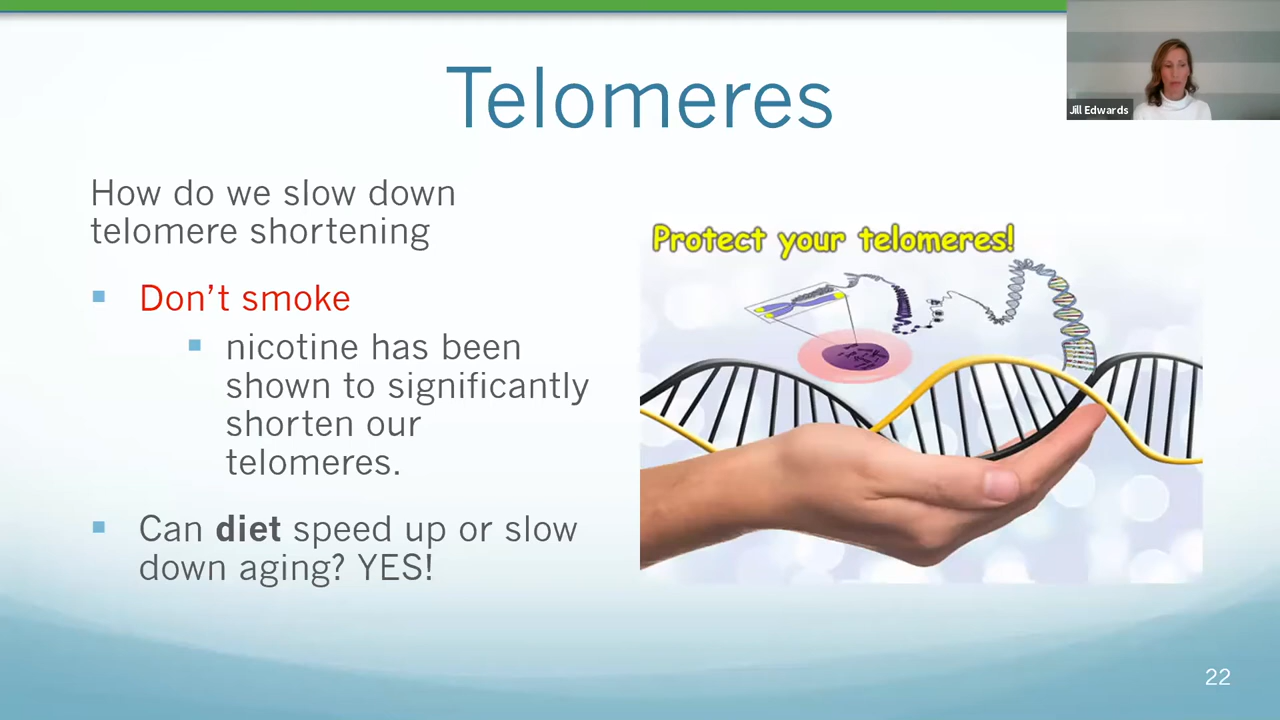 Telomeres
Jill Edwards
How do we slow down
telomere shortening
Don't smoke
nicotine has been
shown to significantly
shorten our
telomeres.
Can diet speed up or slow
down aging? YES!
Protect your telomeres!
22